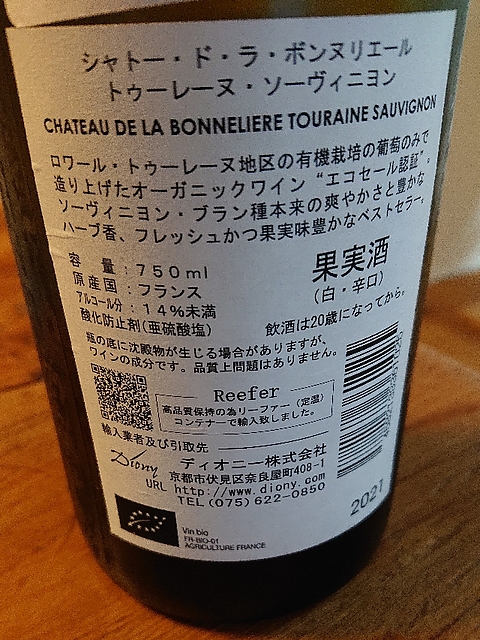 シャトー・ド・ラ・ボンヌリエール
トゥーレーヌ・ソーヴィニヨン
CHATEAU DE LA BONNELIERE TOURAINE SAUVIGNON
ロワール・トゥーレーヌ地区の有機栽培の葡萄のみで
造り上げたオーガニックワイン“エコセール認証”。
ソーヴィニヨン・ブラン種本来の爽やかさと豊かな
ハーブ香、フレッシュかつ果実味豊かなベストセラー。
容量:750ml
原産国:フランス
アルコール分:14%未満
酸化防止剤(亜硫酸塩)
果実酒
(白・辛口)
飲酒は20歳になってから。
瓶の底に沈殿物が生じる場合がありますが、
ワインの成分です。品質上問題はありません。
Reefer
高品質保持の為リーファー(定温)
コンテナーで輸入致しました。
輸入業者及び引取先
Diony ディオニー株式会社
京都市伏見区奈良屋町408-1
URL http://www.diony.com
TEL(075)622-0850
2021
Vin bio
FR-BIO-01
AGRICULTURE FRANCE